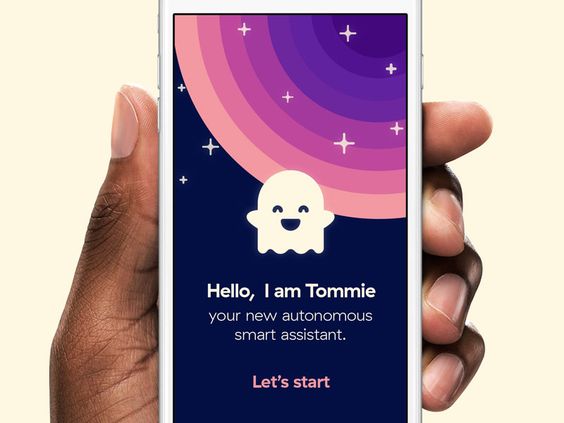 Hello, I am Tommie
your new autonomous
smart assistant.
Let's start